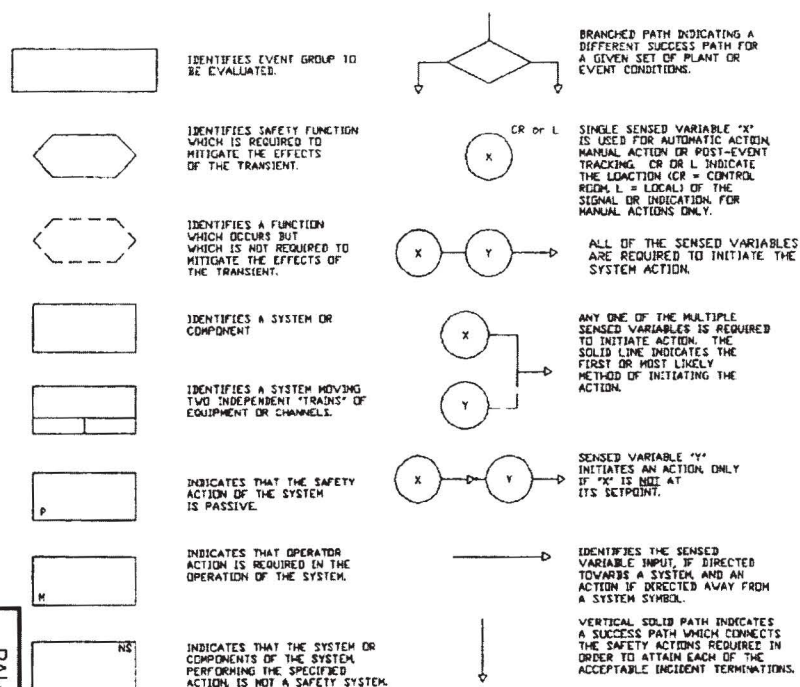 IDENTIFIES EVENT GROUP TO
BE EVALUATED.
IDENTIFIES SAFETY FUNCTION
WHICH IS REQUIRED TO
MITIGATE THE EFFECTS
OF THE TRANSIENT.
IDENTIFIES A FUNCTION
WHICH OCCURS BUT
WHICH IS NOT REQUIRED TO
MITIGATE THE EFFECTS OF
THE TRANSIENT.
IDENTIFIES A SYSTEM OR
COMPONENT
IDENTIFIES A SYSTEM MOVING
TWO INDEPENDENT "TRAINS" OF
EQUIPMENT OR CHANNELS.
P
INDICATES THAT THE SAFETY
ACTION OF THE SYSTEM
IS PASSIVE.
M
INDICATES THAT OPERATOR
ACTION IS REQUIRED IN THE
OPERATION OF THE SYSTEM.
NS
INDICATES THAT THE SYSTEM OR
COMPONENTS OF THE SYSTEM,
PERFORMING THE SPECIFIED
ACTION, IS NOT A SAFETY SYSTEM.
BRANCHED PATH INDICATING A
DIFFERENT SUCCESS PATH FOR
A GIVEN SET OF PLANT OR
EVENT CONDITIONS.
X
CR or L
SINGLE SENSED VARIABLE "X"
IS USED FOR AUTOMATIC ACTION,
MANUAL ACTION OR POST-EVENT
TRACKING. CR OR L INDICATE
THE LOACTION (CR = CONTROL
ROOM, L = LOCAL) OF THE
SIGNAL OR INDICATION, FOR
MANUAL ACTIONS ONLY.
X Y
ALL OF THE SENSED VARIABLES
ARE REQUIRED TO INITIATE THE
SYSTEM ACTION.
X
Y
ANY ONE OF THE MULTIPLE
SENSED VARIABLES IS REQUIRED
TO INITIATE ACTION. THE
SOLID LINE INDICATES THE
FIRST OR MOST LIKELY
METHOD OF INITIATING THE
ACTION.
X Y
SENSED VARIABLE "Y"
INITIATES AN ACTION, ONLY
IF "X" IS NOT AT
ITS SETPOINT.
IDENTIFIES THE SENSED
VARIABLE INPUT, IF DIRECTED
TOWARDS A SYSTEM, AND AN
ACTION IF DIRECTED AWAY FROM
A SYSTEM SYMBOL.
VERTICAL SOLID PATH INDICATES
A SUCCESS PATH WHICH CONNECTS
THE SAFETY ACTIONS REQUIRED IN
ORDER TO ATTAIN EACH OF THE
ACCEPTABLE INCIDENT TERMINATIONS.